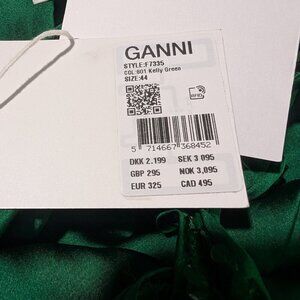 GANNI
STYLE:F7335
COL:801 Kelly Green
SIZE:44
RFID
5 714667 368452
DKK 2.199 SEK 3 095
GBP 295 NOK 3,095
EUR 325 CAD 495